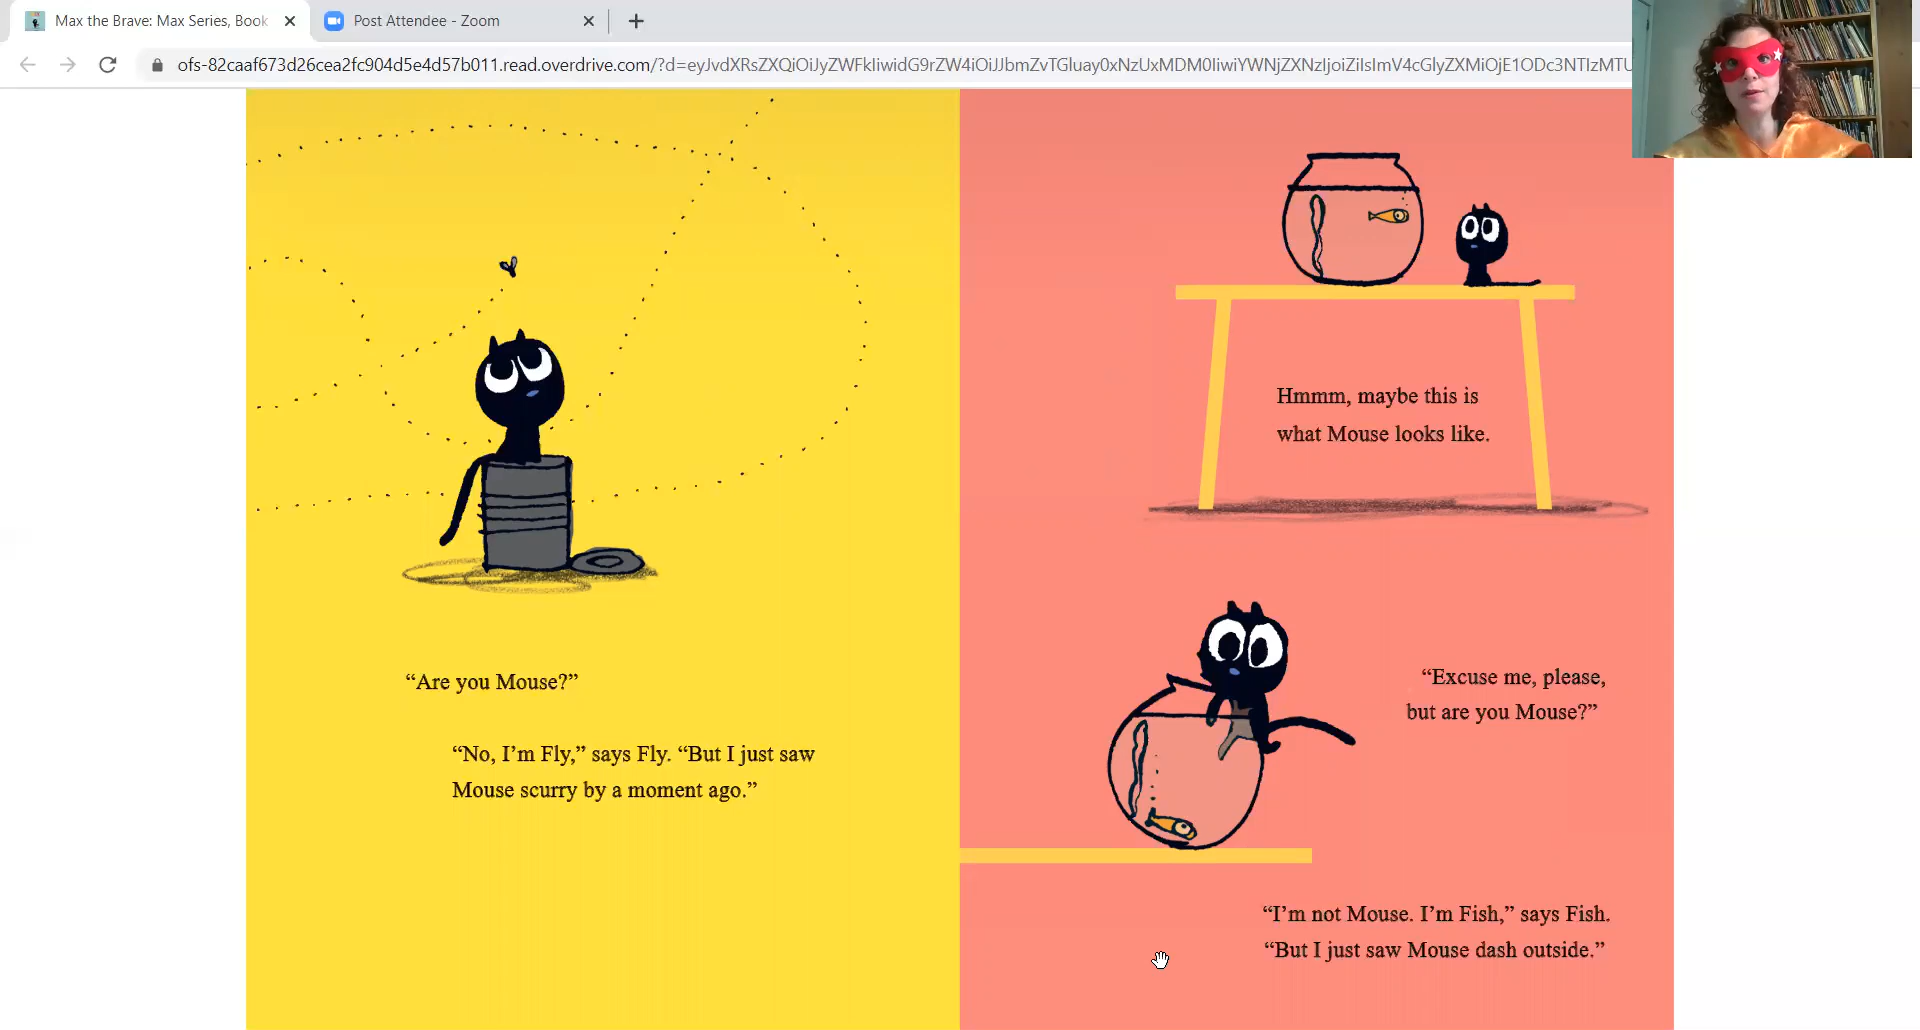 Max the Brave: Max Series, Book
Post Attendee - Zoom
ofs-82caaf673d26cea2fc904d5e4d57b011.read.overdrive.com/?d=
“Are you Mouse?”
“No, I’m Fly,” says Fly. “But I just saw
Mouse scurry by a moment ago.”
Hmmm, maybe this is
what Mouse looks like.
“Excuse me, please,
but are you Mouse?”
“I’m not Mouse. I’m Fish,” says Fish.
“But I just saw Mouse dash outside.”